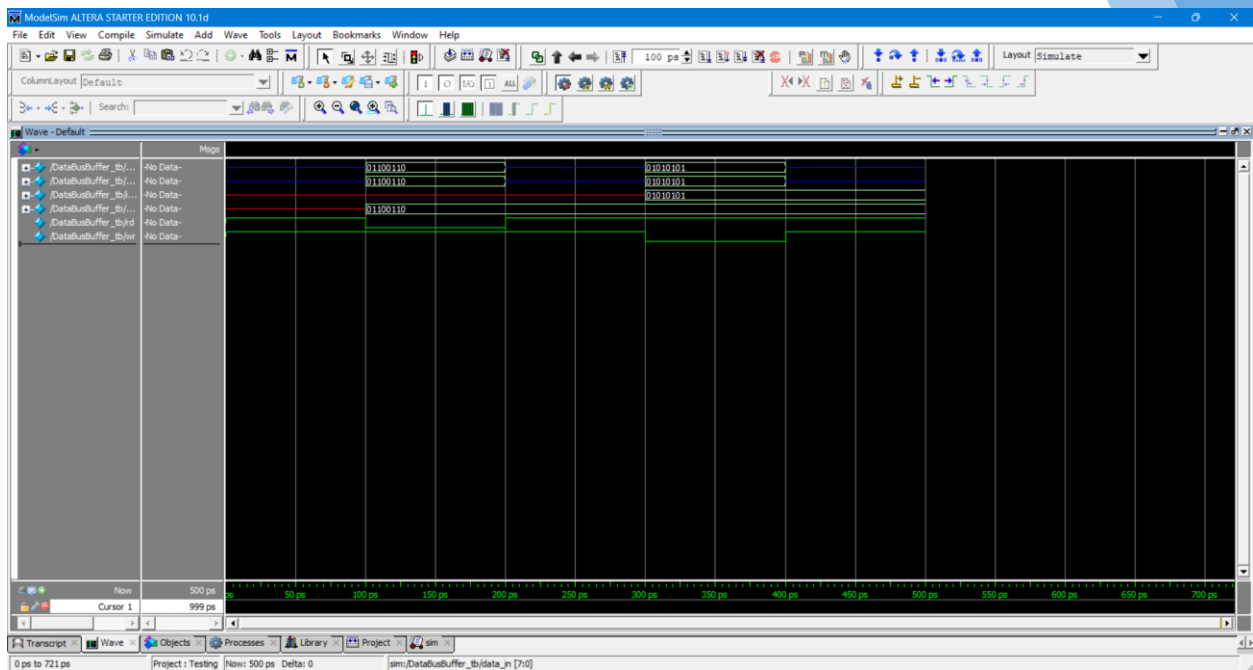 ModelSim ALTERA STARTER EDITION 10.1d
File Edit View Compile Simulate Add Wave Tools Layout Bookmarks Window Help
100 ps Layout Simulate
ColumnLayout Default ALL
Search:
Wave - Default
Msgs
/DataBusBuffer_tb/... -No Data- 01100110 01010101
/DataBusBuffer_tb/... -No Data- 01100110 01010101
/DataBusBuffer_tb/i... -No Data- 01010101
/DataBusBuffer_tb/... -No Data- 01100110
/DataBusBuffer_tb/rd -No Data-
/DataBusBuffer_tb/wr -No Data-
Now 500 ps ps 50 ps 100 ps 150 ps 200 ps 250 ps 300 ps 350 ps 400 ps 450 ps 500 ps 550 ps 600 ps 650 ps 700 ps
Cursor 1 999 ps
Transcript Wave Objects Processes Library Project sim
0 ps to 721 ps Project : Testing Now: 500 ps Delta: 0 sim:/DataBusBuffer_tb/data_in [7:0]